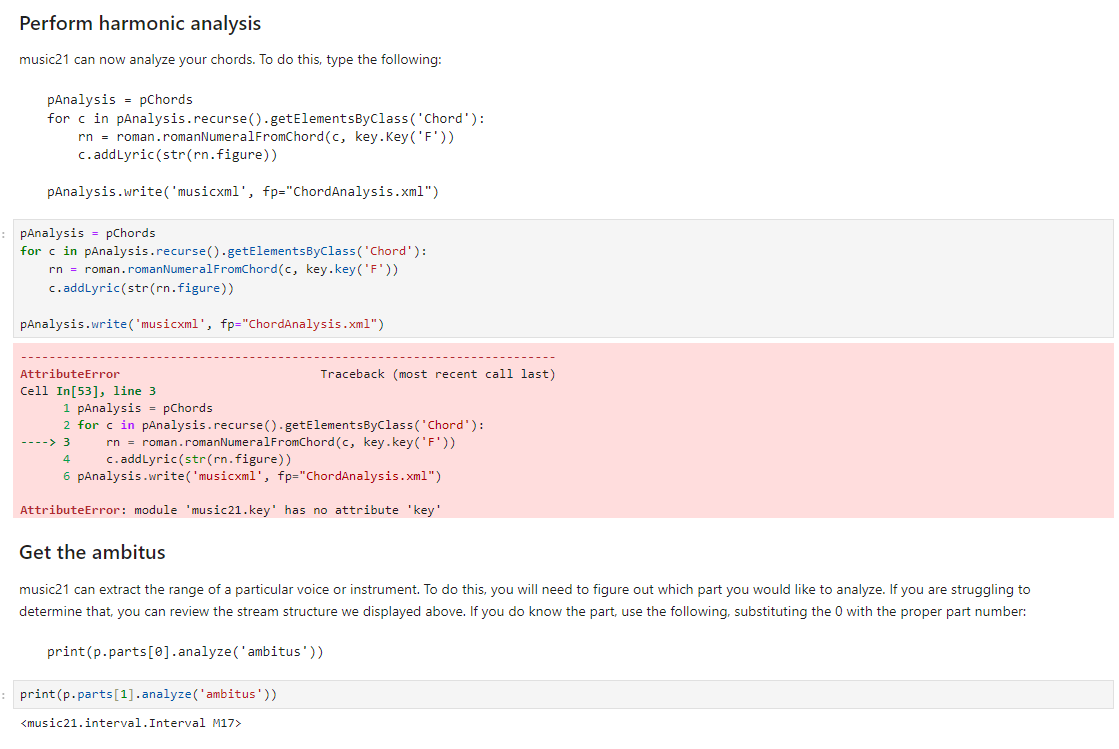 Perform harmonic analysis
music21 can now analyze your chords. To do this, type the following:
pAnalysis = pChords
for c in pAnalysis.recurse().getElementsByClass('Chord'):
    rn = roman.romanNumeralFromChord(c, key.Key('F'))
    c.addLyric(str(rn.figure))
pAnalysis.write('musicxml', fp="ChordAnalysis.xml")
:
pAnalysis = pChords
for c in pAnalysis.recurse().getElementsByClass('Chord'):
    rn = roman.romanNumeralFromChord(c, key.key('F'))
    c.addLyric(str(rn.figure))
pAnalysis.write('musicxml', fp="ChordAnalysis.xml")
---------------------------------------------------------------------------
AttributeError                            Traceback (most recent call last)
Cell In[53], line 3
      1 pAnalysis = pChords
      2 for c in pAnalysis.recurse().getElementsByClass('Chord'):
----> 3     rn = roman.romanNumeralFromChord(c, key.key('F'))
      4     c.addLyric(str(rn.figure))
      6 pAnalysis.write('musicxml', fp="ChordAnalysis.xml")
AttributeError: module 'music21.key' has no attribute 'key'
Get the ambitus
music21 can extract the range of a particular voice or instrument. To do this, you will need to figure out which part you would like to analyze. If you are struggling to
determine that, you can review the stream structure we displayed above. If you do know the part, use the following, substituting the 0 with the proper part number:
print(p.parts[0].analyze('ambitus'))
:
print(p.parts[1].analyze('ambitus'))
<music21.interval.Interval M17>